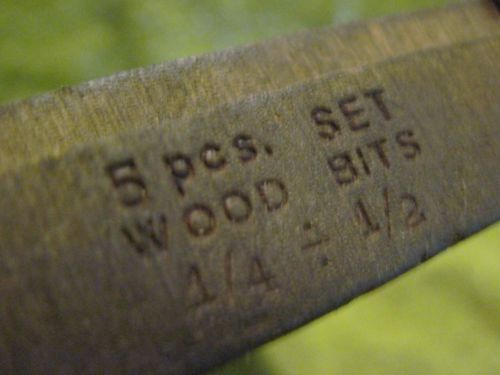 5 pcs. SET
WOOD BITS
1/4 ÷ 1/2